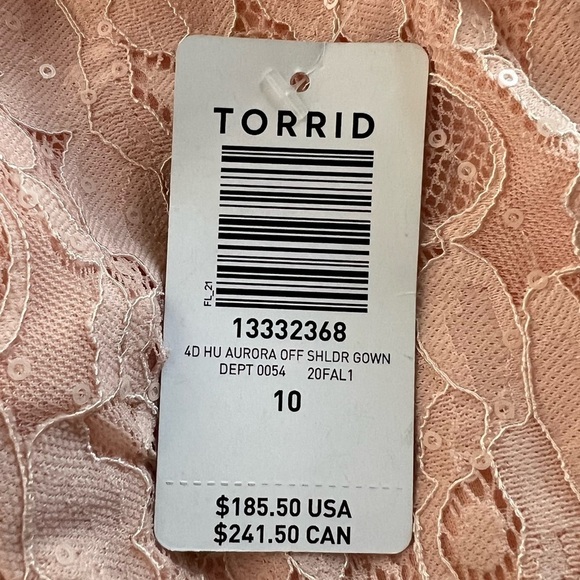 TORRID
FL_21
13332368
4D HU AURORA OFF SHLDR GOWN
DEPT 0054 20FAL1
10
$185.50 USA
$241.50 CAN